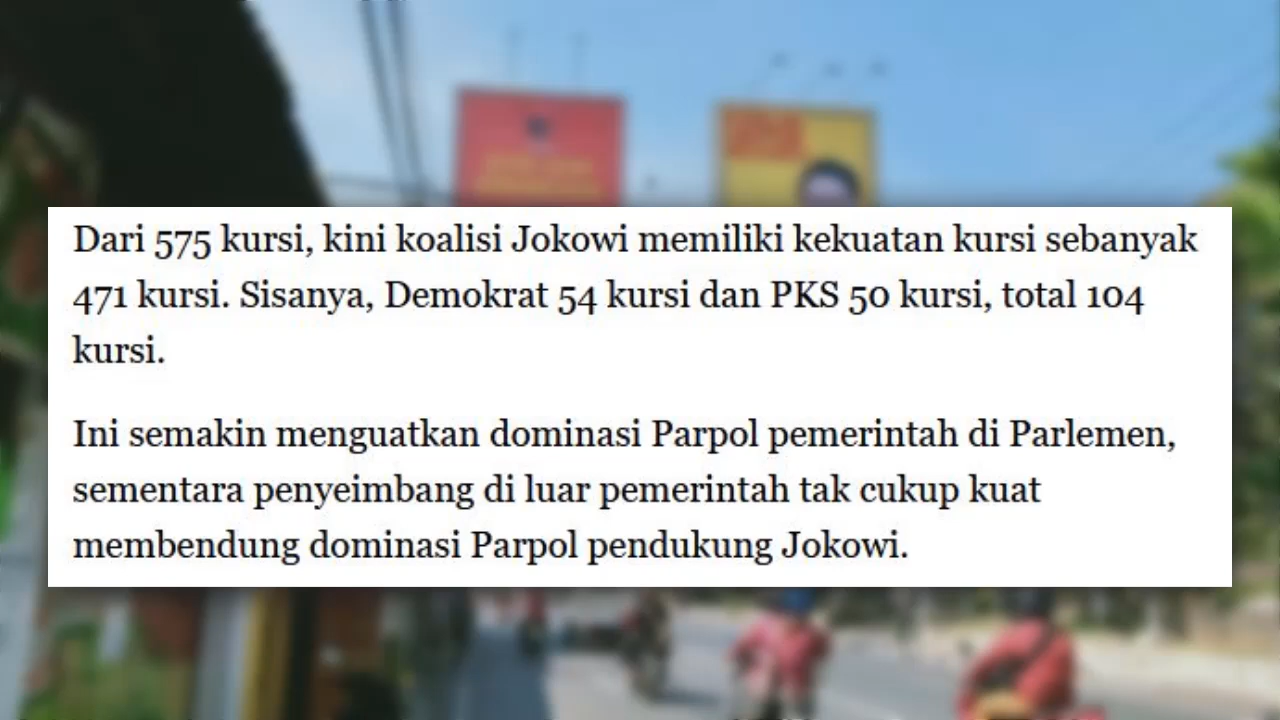 Dari 575 kursi, kini koalisi Jokowi memiliki kekuatan kursi sebanyak
471 kursi. Sisanya, Demokrat 54 kursi dan PKS 50 kursi, total 104
kursi.
Ini semakin menguatkan dominasi Parpol pemerintah di Parlemen,
sementara penyeimbang di luar pemerintah tak cukup kuat
membendung dominasi Parpol pendukung Jokowi.